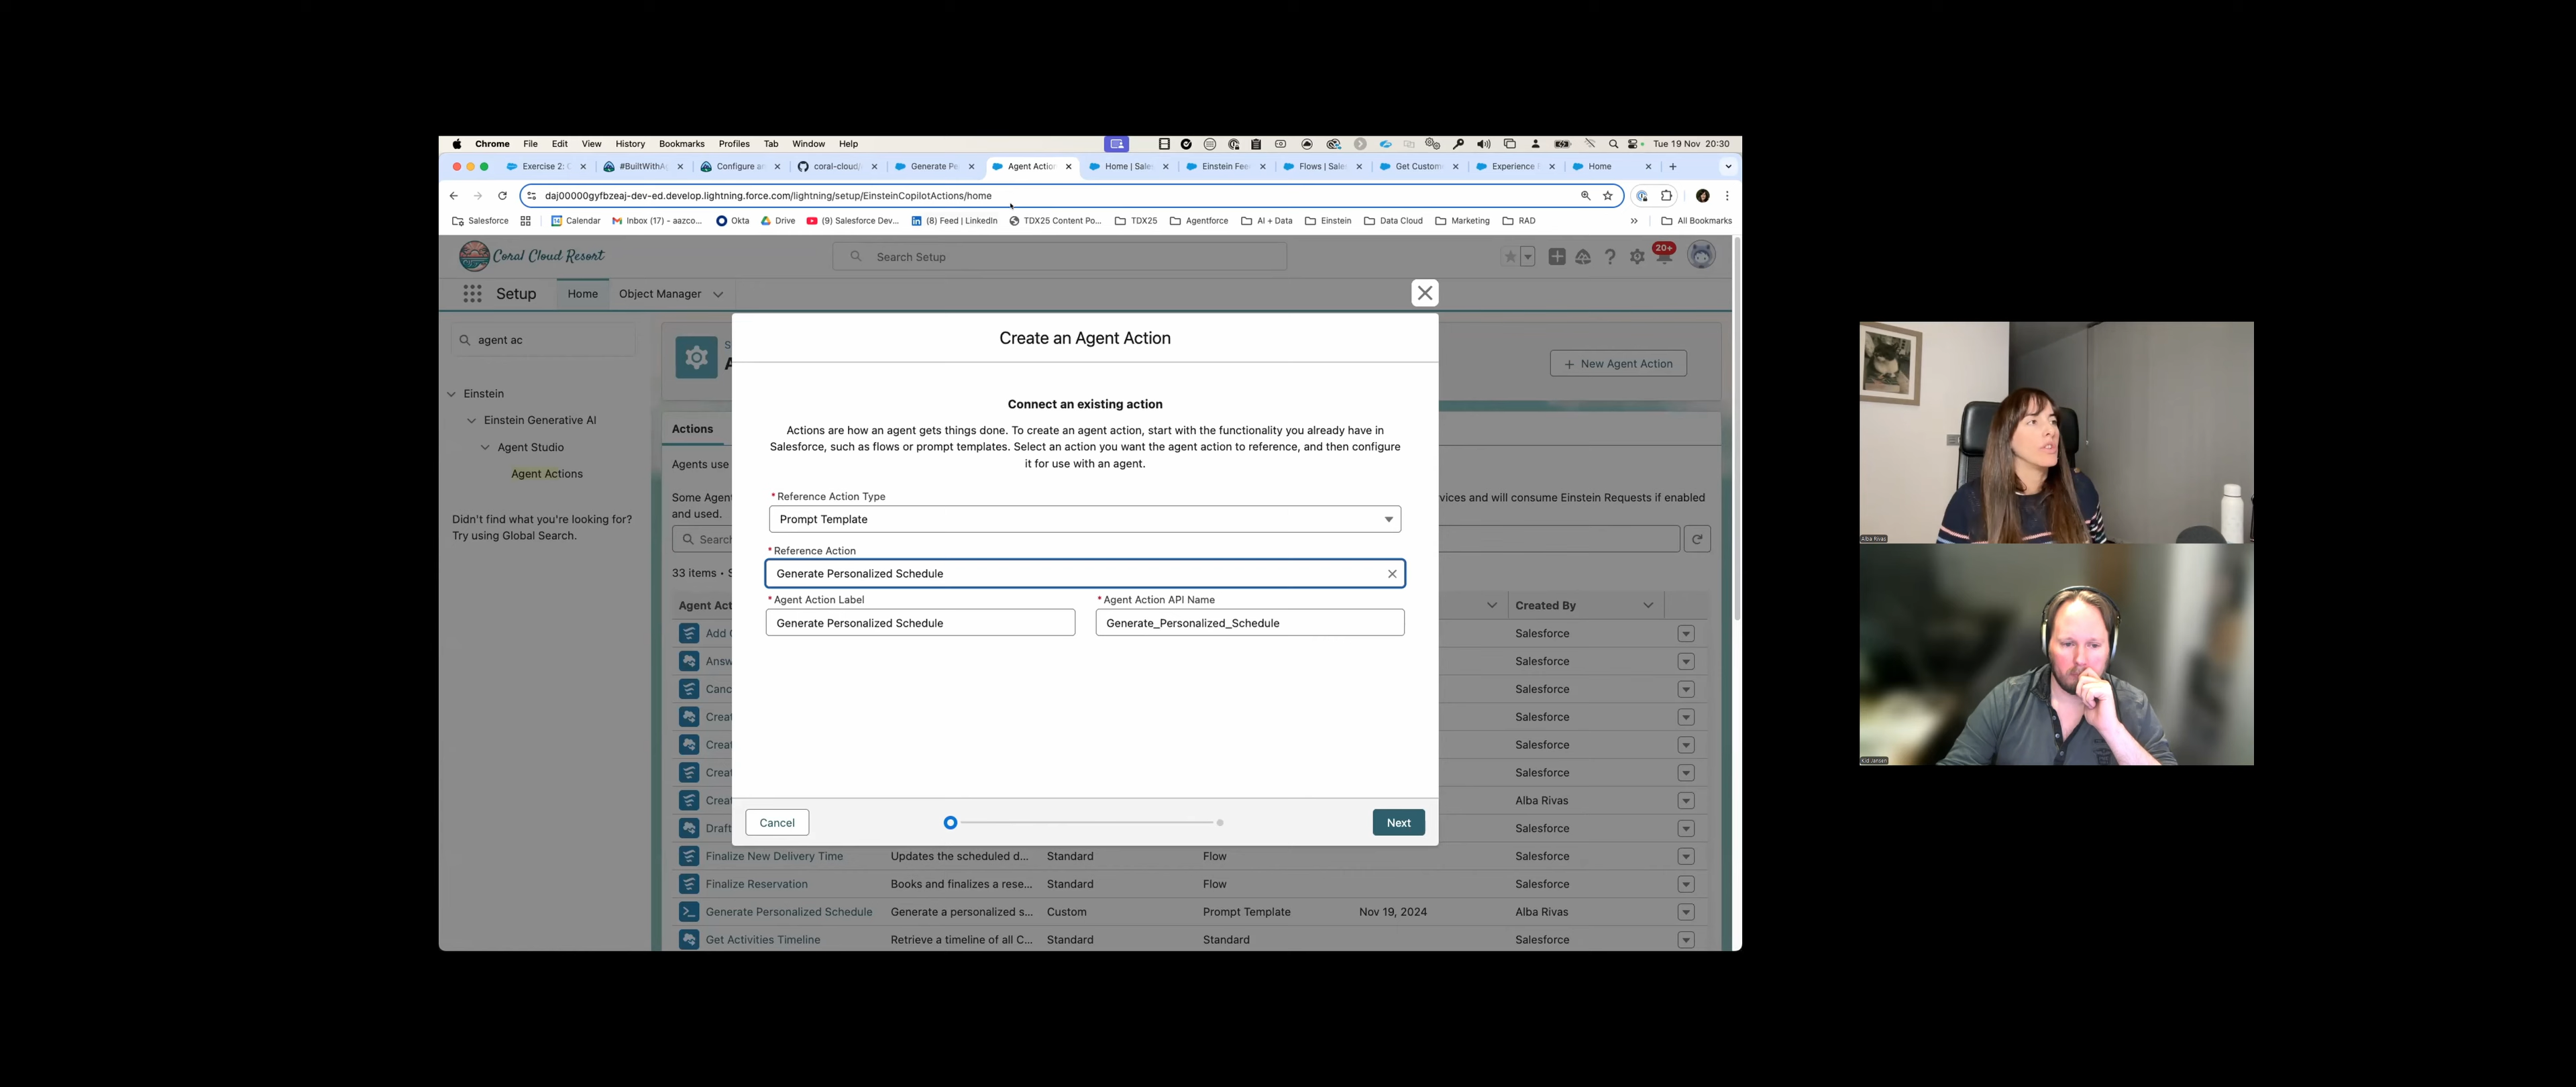 Chrome File Edit View History Bookmarks Profiles Tab Window Help Tue 19 Nov 20:30
Exercise 2: C #BuiltWithAg Configure an coral-cloud/ Generate Pe Agent Action Home | Sales Einstein Fee Flows | Sale Get Custom Experience Home
daj00000gyfbzeaj-dev-ed.develop.lightning.force.com/lightning/setup/EinsteinCopilotActions/home
Salesforce Calendar Inbox (17) - aazco... Okta Drive (9) Salesforce Dev... (8) Feed | LinkedIn TDX25 Content Po... TDX25 Agentforce AI + Data Einstein Data Cloud Marketing RAD » All Bookmarks
Coral Cloud Resort
Search Setup
20+
Setup Home Object Manager
agent ac
Einstein
Einstein Generative AI
Agent Studio
Agent Actions
Didn't find what you're looking for?
Try using Global Search.
+ New Agent Action
Actions
Agents use
Some Agen
and used.
vices and will consume Einstein Requests if enabled
Search
33 items • S
Create an Agent Action
Connect an existing action
Actions are how an agent gets things done. To create an agent action, start with the functionality you already have in
Salesforce, such as flows or prompt templates. Select an action you want the agent action to reference, and then configure
it for use with an agent.
* Reference Action Type
Prompt Template
* Reference Action
Generate Personalized Schedule
* Agent Action Label * Agent Action API Name
Generate Personalized Schedule Generate_Personalized_Schedule
Cancel Next
Agent Act Created By
Add Salesforce
Answ Salesforce
Canc Salesforce
Creat Salesforce
Creat Salesforce
Creat Salesforce
Creat Alba Rivas
Draft Salesforce
Finalize New Delivery Time Updates the scheduled d... Standard Flow Salesforce
Finalize Reservation Books and finalizes a rese... Standard Flow Salesforce
Generate Personalized Schedule Generate a personalized s... Custom Prompt Template Nov 19, 2024 Alba Rivas
Get Activities Timeline Retrieve a timeline of all C... Standard Standard Salesforce
Alba Rivas
Kid Jansen